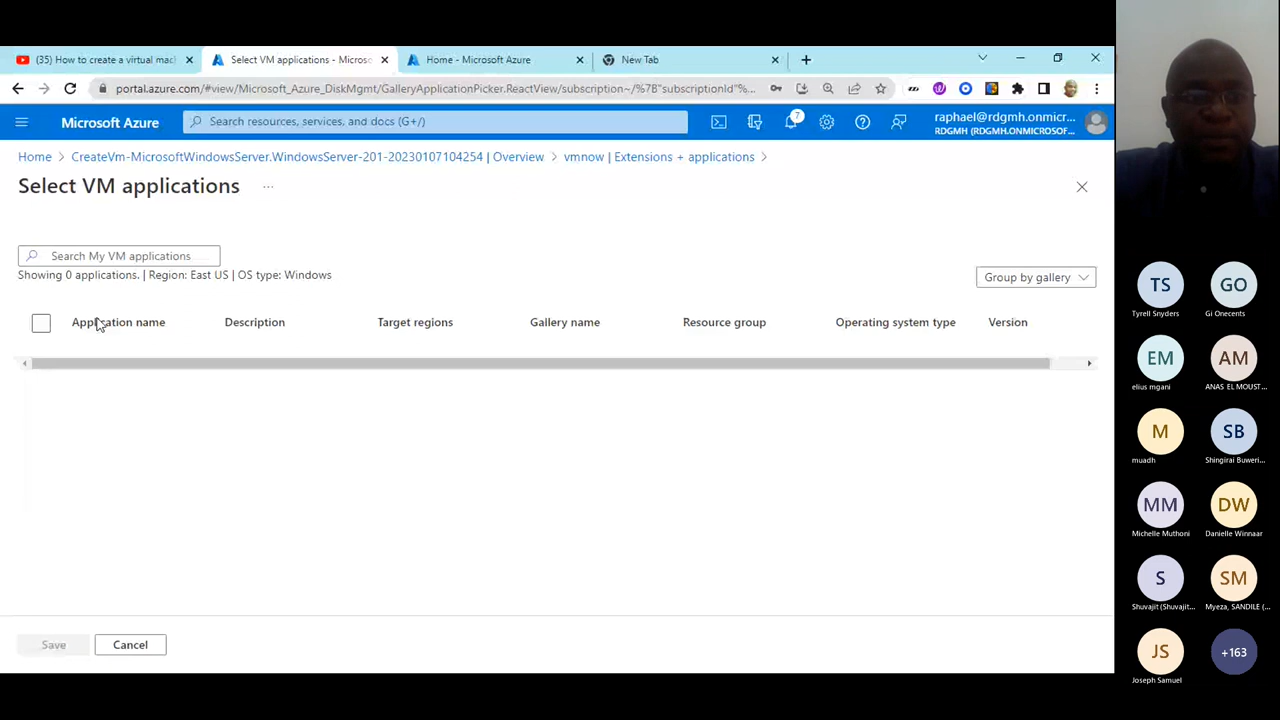 (35) How to create a virtual mac
Select VM applications - Microso
Home - Microsoft Azure
New Tab
portal.azure.com/#view/Microsoft_Azure_DiskMgmt/GalleryApplicationPicker.ReactView/subscription~/%7B"subscriptionId"%...
Microsoft Azure
Search resources, services, and docs (G+/)
7
raphael@rdgmh.onmicr...
RDGMH (RDGMH.ONMICROSOF...
Home > CreateVm-MicrosoftWindowsServer.WindowsServer-201-20230107104254 | Overview > vmnow | Extensions + applications >
Select VM applications ...
Search My VM applications
Showing 0 applications. | Region: East US | OS type: Windows
Group by gallery
Application name Description Target regions Gallery name Resource group Operating system type Version
Save Cancel
TS GO
Tyrell Snyders Gi Onecents
EM AM
elius mgani ANAS EL MOUST...
M SB
muadh Shingirai Buweri...
MM DW
Michelle Muthoni Danielle Winnaar
S SM
Shuvajit (Shuvajit... Myeza, SANDILE (...
JS +163
Joseph Samuel